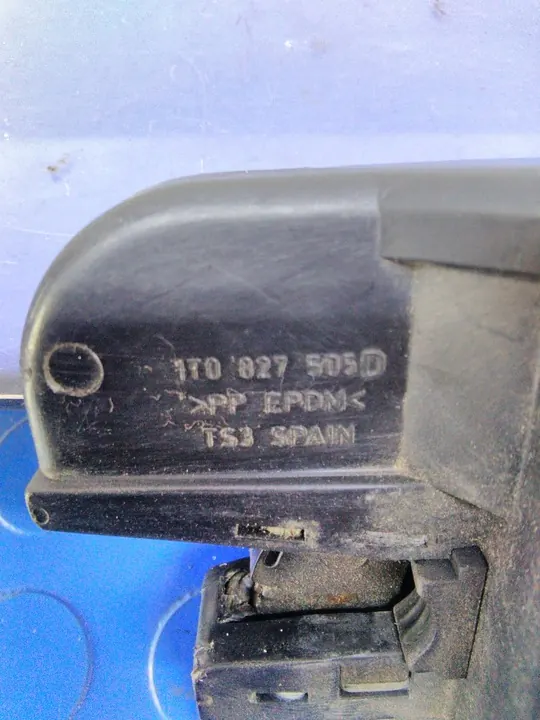 1T0 827 505D
>PP EPDM<
TS3 SPAIN